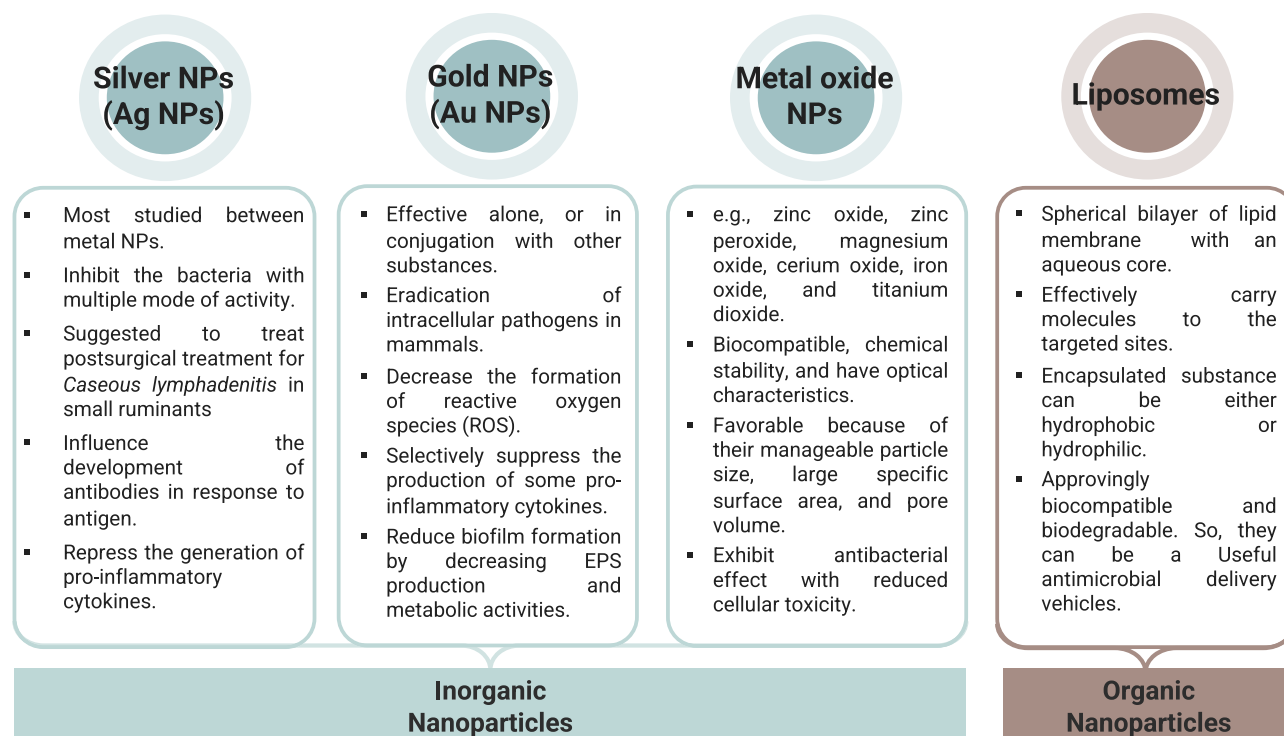 Silver NPs
(Ag NPs)
▪ Most studied between
metal NPs.
▪ Inhibit the bacteria with
multiple mode of activity.
▪ Suggested to treat
postsurgical treatment for
Caseous lymphadenitis in
small ruminants
▪ Influence the
development of
antibodies in response to
antigen.
▪ Repress the generation of
pro-inflammatory
cytokines.
Gold NPs
(Au NPs)
▪ Effective alone, or in
conjugation with other
substances.
▪ Eradication of
intracellular pathogens in
mammals.
▪ Decrease the formation
of reactive oxygen
species (ROS).
▪ Selectively suppress the
production of some pro-
inflammatory cytokines.
▪ Reduce biofilm formation
by decreasing EPS
production and
metabolic activities.
Metal oxide
NPs
▪ e.g., zinc oxide, zinc
peroxide, magnesium
oxide, cerium oxide, iron
oxide, and titanium
dioxide.
▪ Biocompatible, chemical
stability, and have optical
characteristics.
▪ Favorable because of
their manageable particle
size, large specific
surface area, and pore
volume.
▪ Exhibit antibacterial
effect with reduced
cellular toxicity.
Inorganic
Nanoparticles
Liposomes
▪ Spherical bilayer of lipid
membrane with an
aqueous core.
▪ Effectively carry
molecules to the
targeted sites.
▪ Encapsulated substance
can be either
hydrophobic or
hydrophilic.
▪ Approvingly
biocompatible and
biodegradable. So, they
can be a Useful
antimicrobial delivery
vehicles.
Organic
Nanoparticles